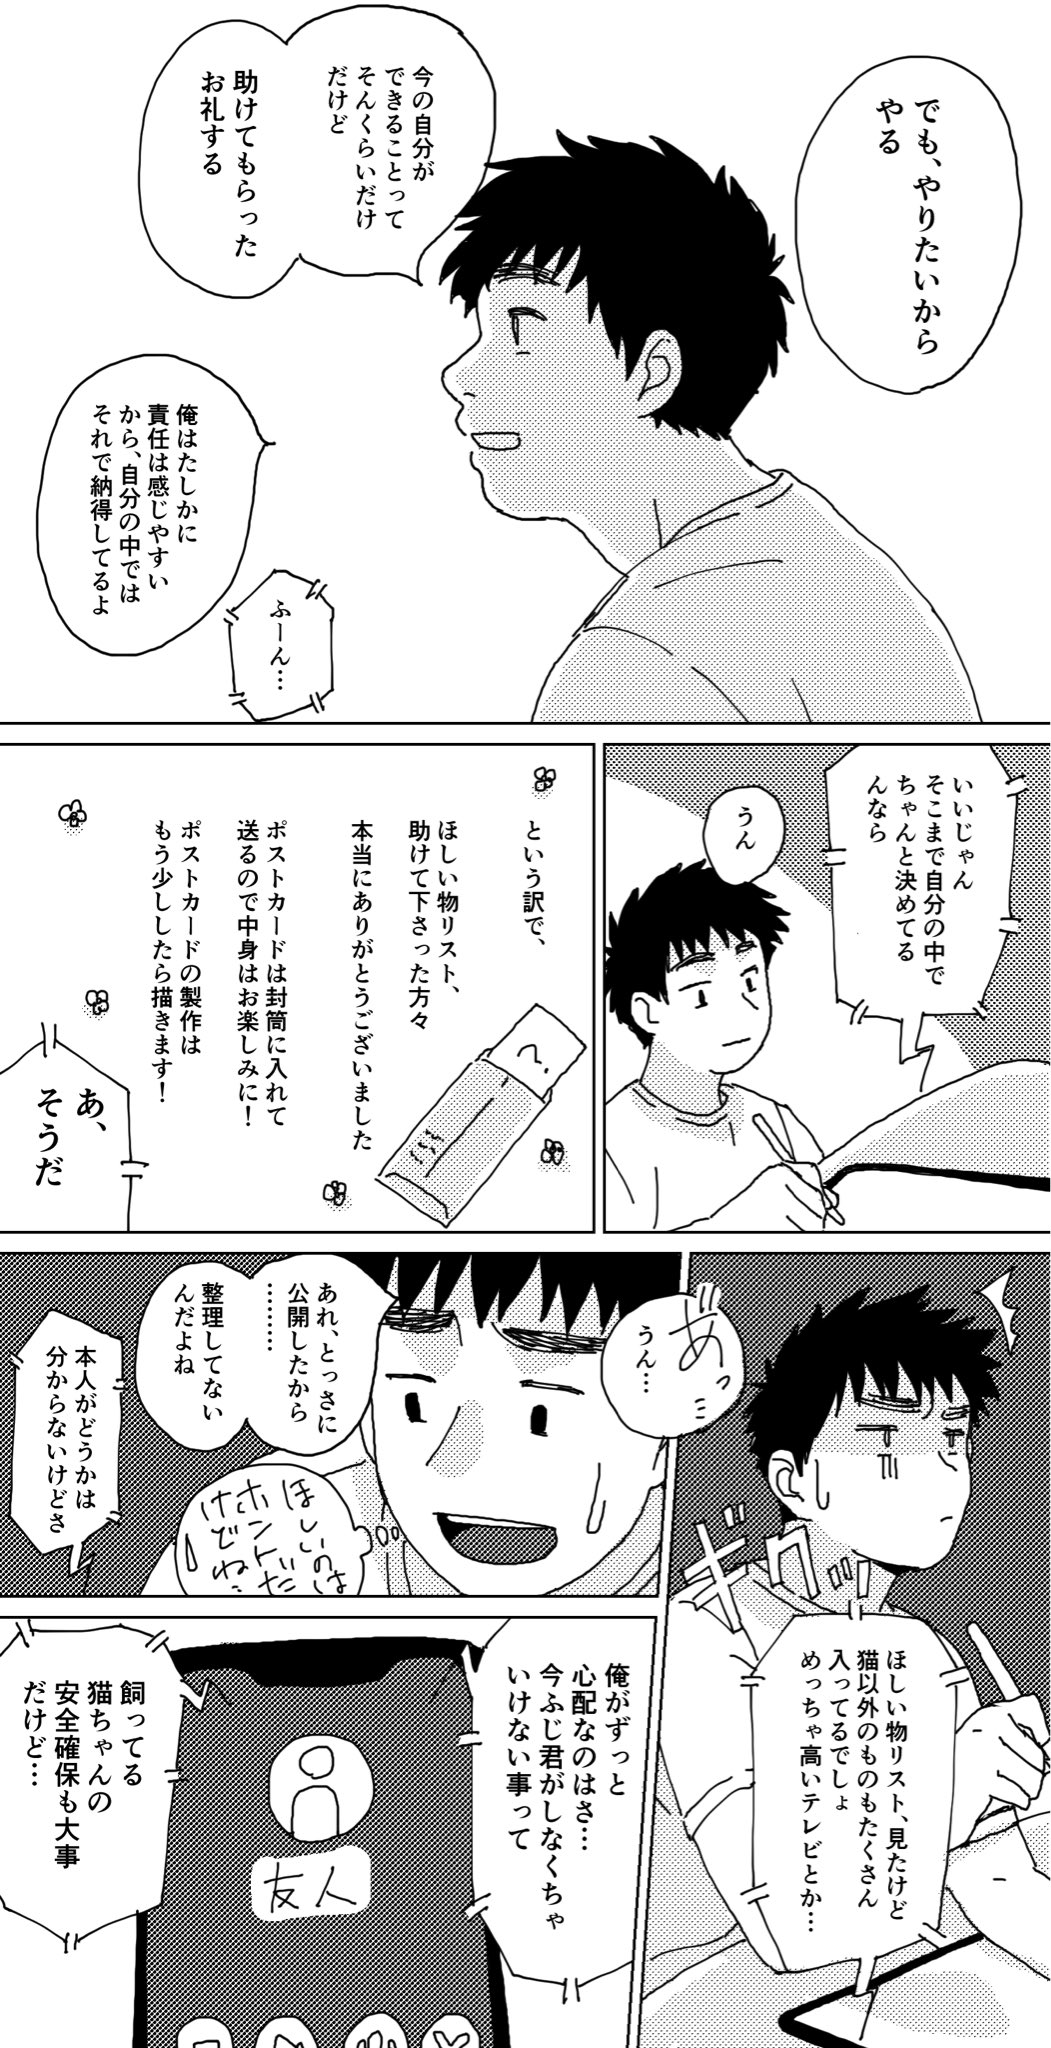 でも、やりたいから
やる
今の自分が
できることって
そんくらいだけ
だけど
助けてもらった
お礼する
俺はたしかに
責任は感じやすい
から、自分の中では
それで納得してるよ
ふーん…
いいじゃん
そこまで自分の中で
ちゃんと決めてる
んなら
うん
という訳で、
ほしい物リスト、
助けて下さった方々
本当にありがとうございました
ポストカードは封筒に入れて
送るので中身はお楽しみに！
ポストカードの製作は
もう少ししたら描きます！
?
あ、
そうだ
ギクッ
ほしい物リスト、見たけど
猫以外のものもたくさん
入ってるでしょ
めっちゃ高いテレビとか…
あっ
うん…
あれ、とっさに
公開したから
………
整理してない
んだよね
ほしいのは
ホントだ
けどね…
本人がどうかは
分からないけどさ
俺がずっと
心配なのはさ…
今ふじ君がしなくちゃ
いけない事って
友人
飼ってる
猫ちゃんの
安全確保も大事
だけど…